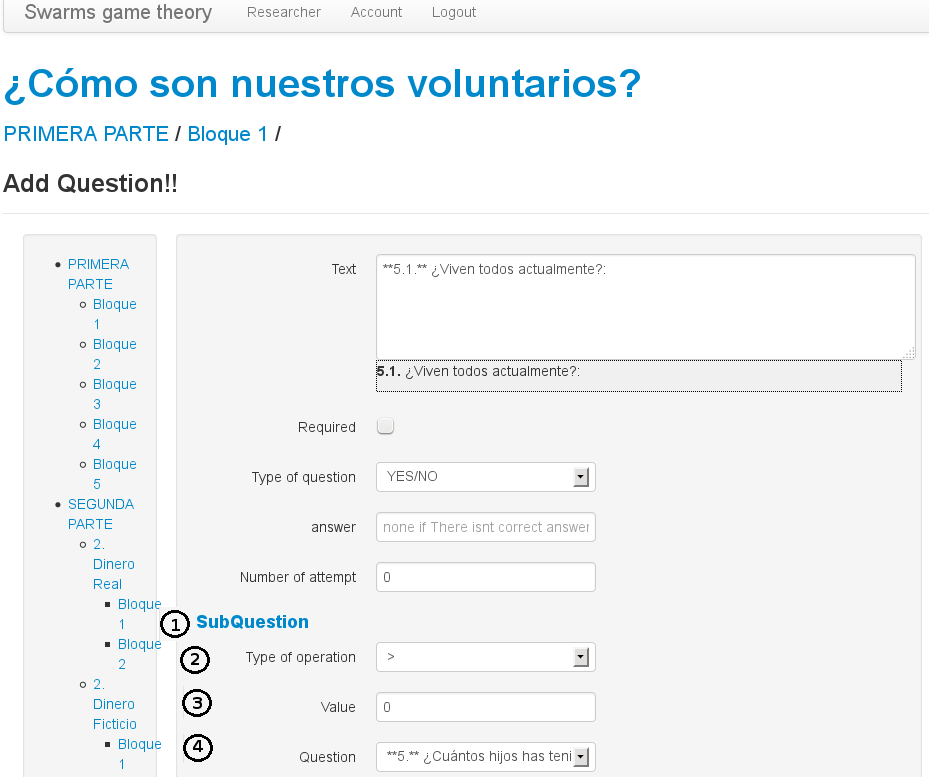 Swarms game theory Researcher Account Logout
¿Cómo son nuestros voluntarios?
PRIMERA PARTE / Bloque 1 /
Add Question!!
PRIMERA
PARTE
Bloque
1
Bloque
2
Bloque
3
Bloque
4
Bloque
5
SEGUNDA
PARTE
2.
Dinero
Real
Bloque
1
Bloque
2
2.
Dinero
Ficticio
Bloque
1
Text **5.1.** ¿Viven todos actualmente?:
5.1. ¿Viven todos actualmente?:
Required
Type of question YES/NO
answer none if There isnt correct answer
Number of attempt 0
1 SubQuestion
2 Type of operation >
3 Value 0
4 Question **5.** ¿Cuántos hijos has teni